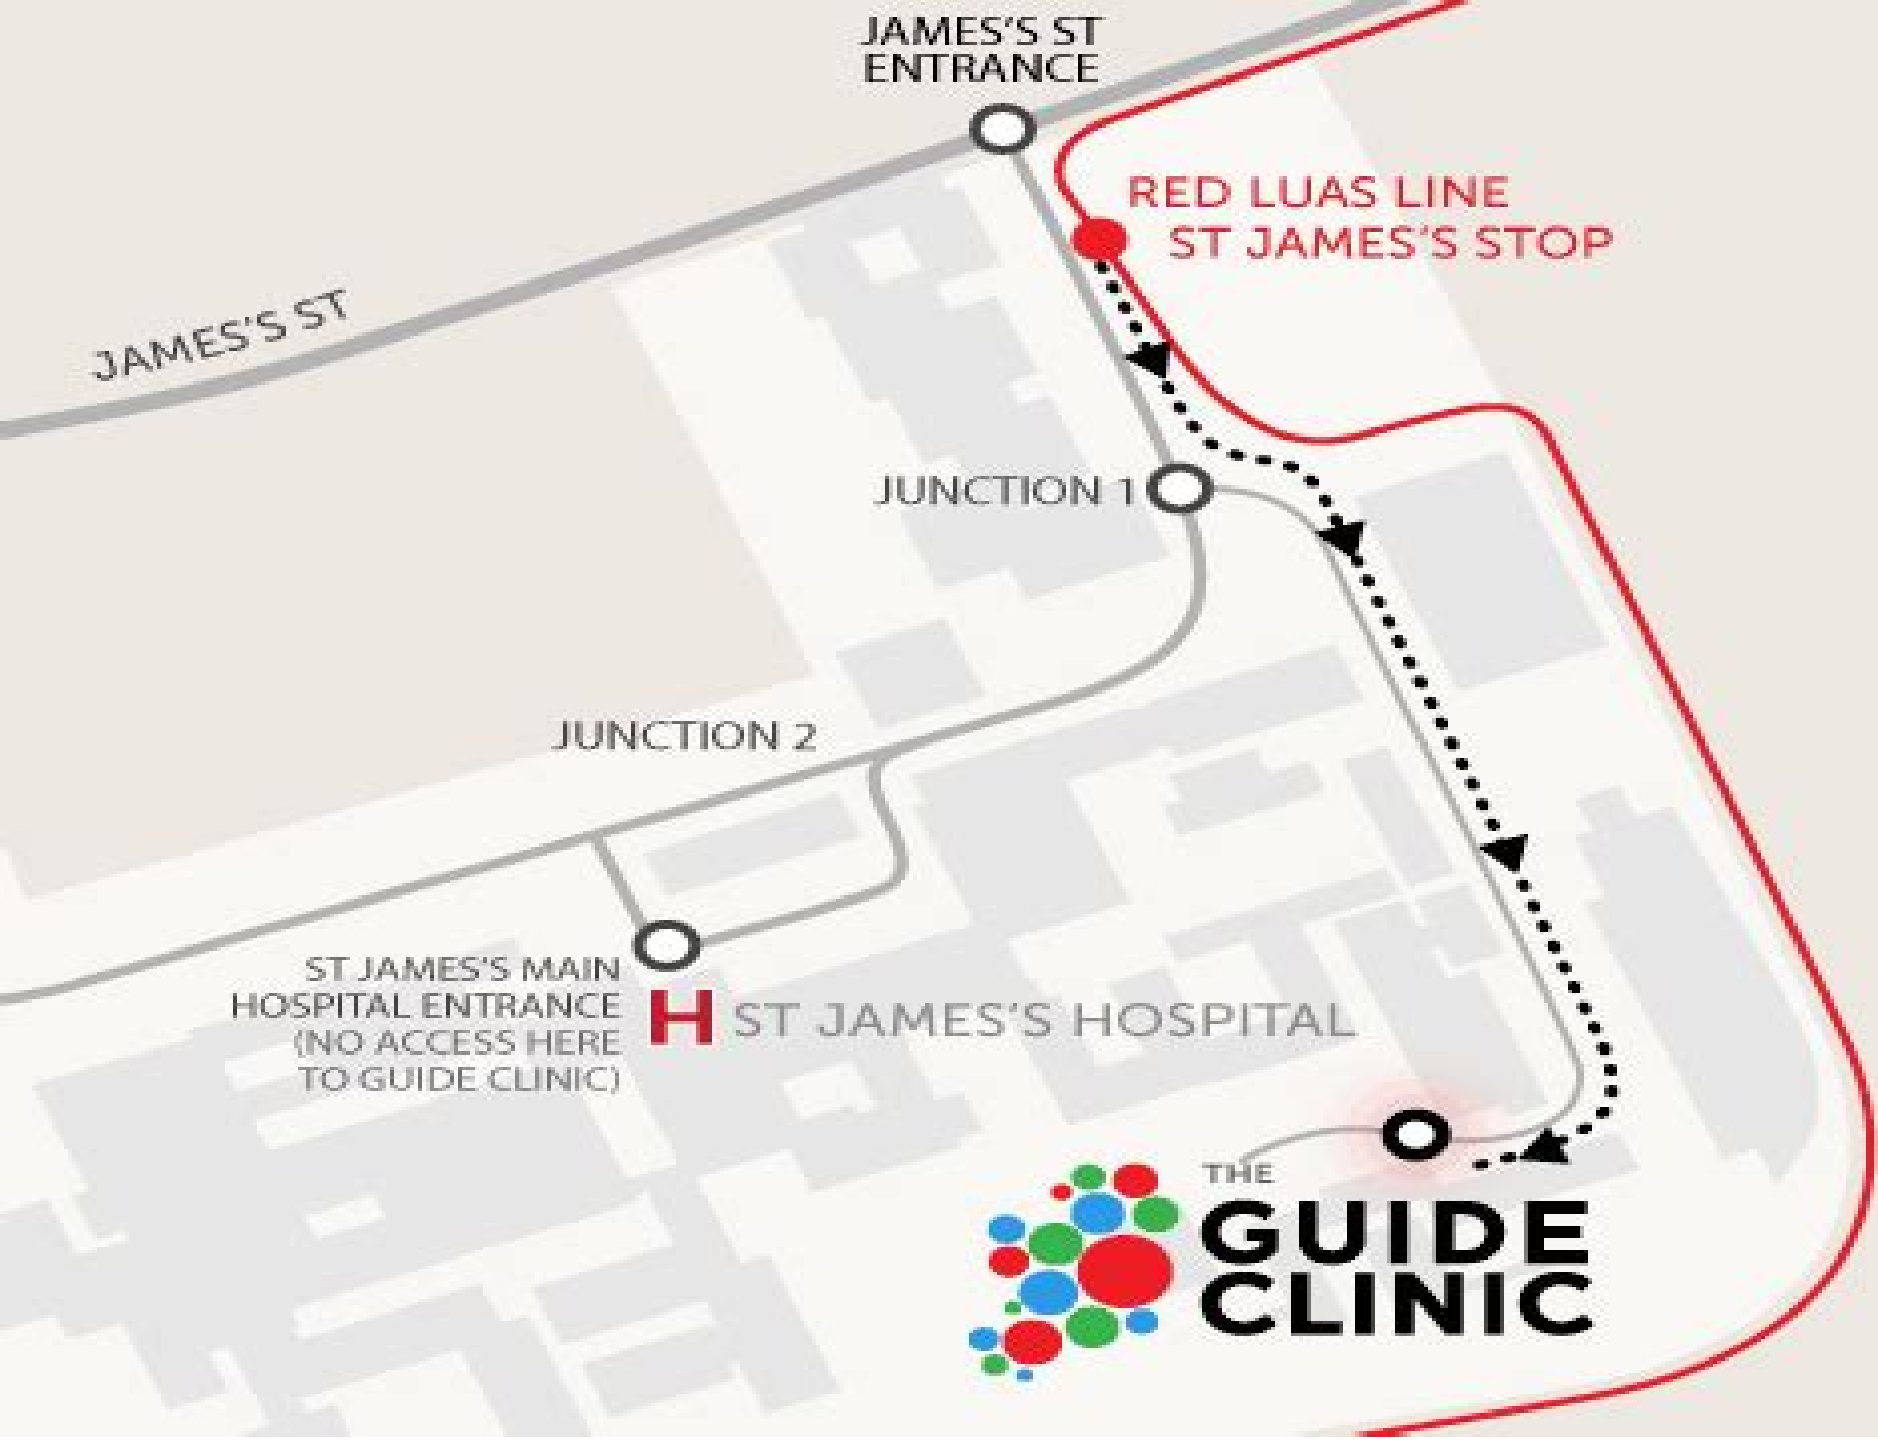 JAMES'S ST
ENTRANCE
RED LUAS LINE
ST JAMES'S STOP
JAMES'S ST
JUNCTION 1
JUNCTION 2
ST JAMES'S MAIN
HOSPITAL ENTRANCE
(NO ACCESS HERE
TO GUIDE CLINIC)
H ST JAMES'S HOSPITAL
THE
GUIDE
CLINIC